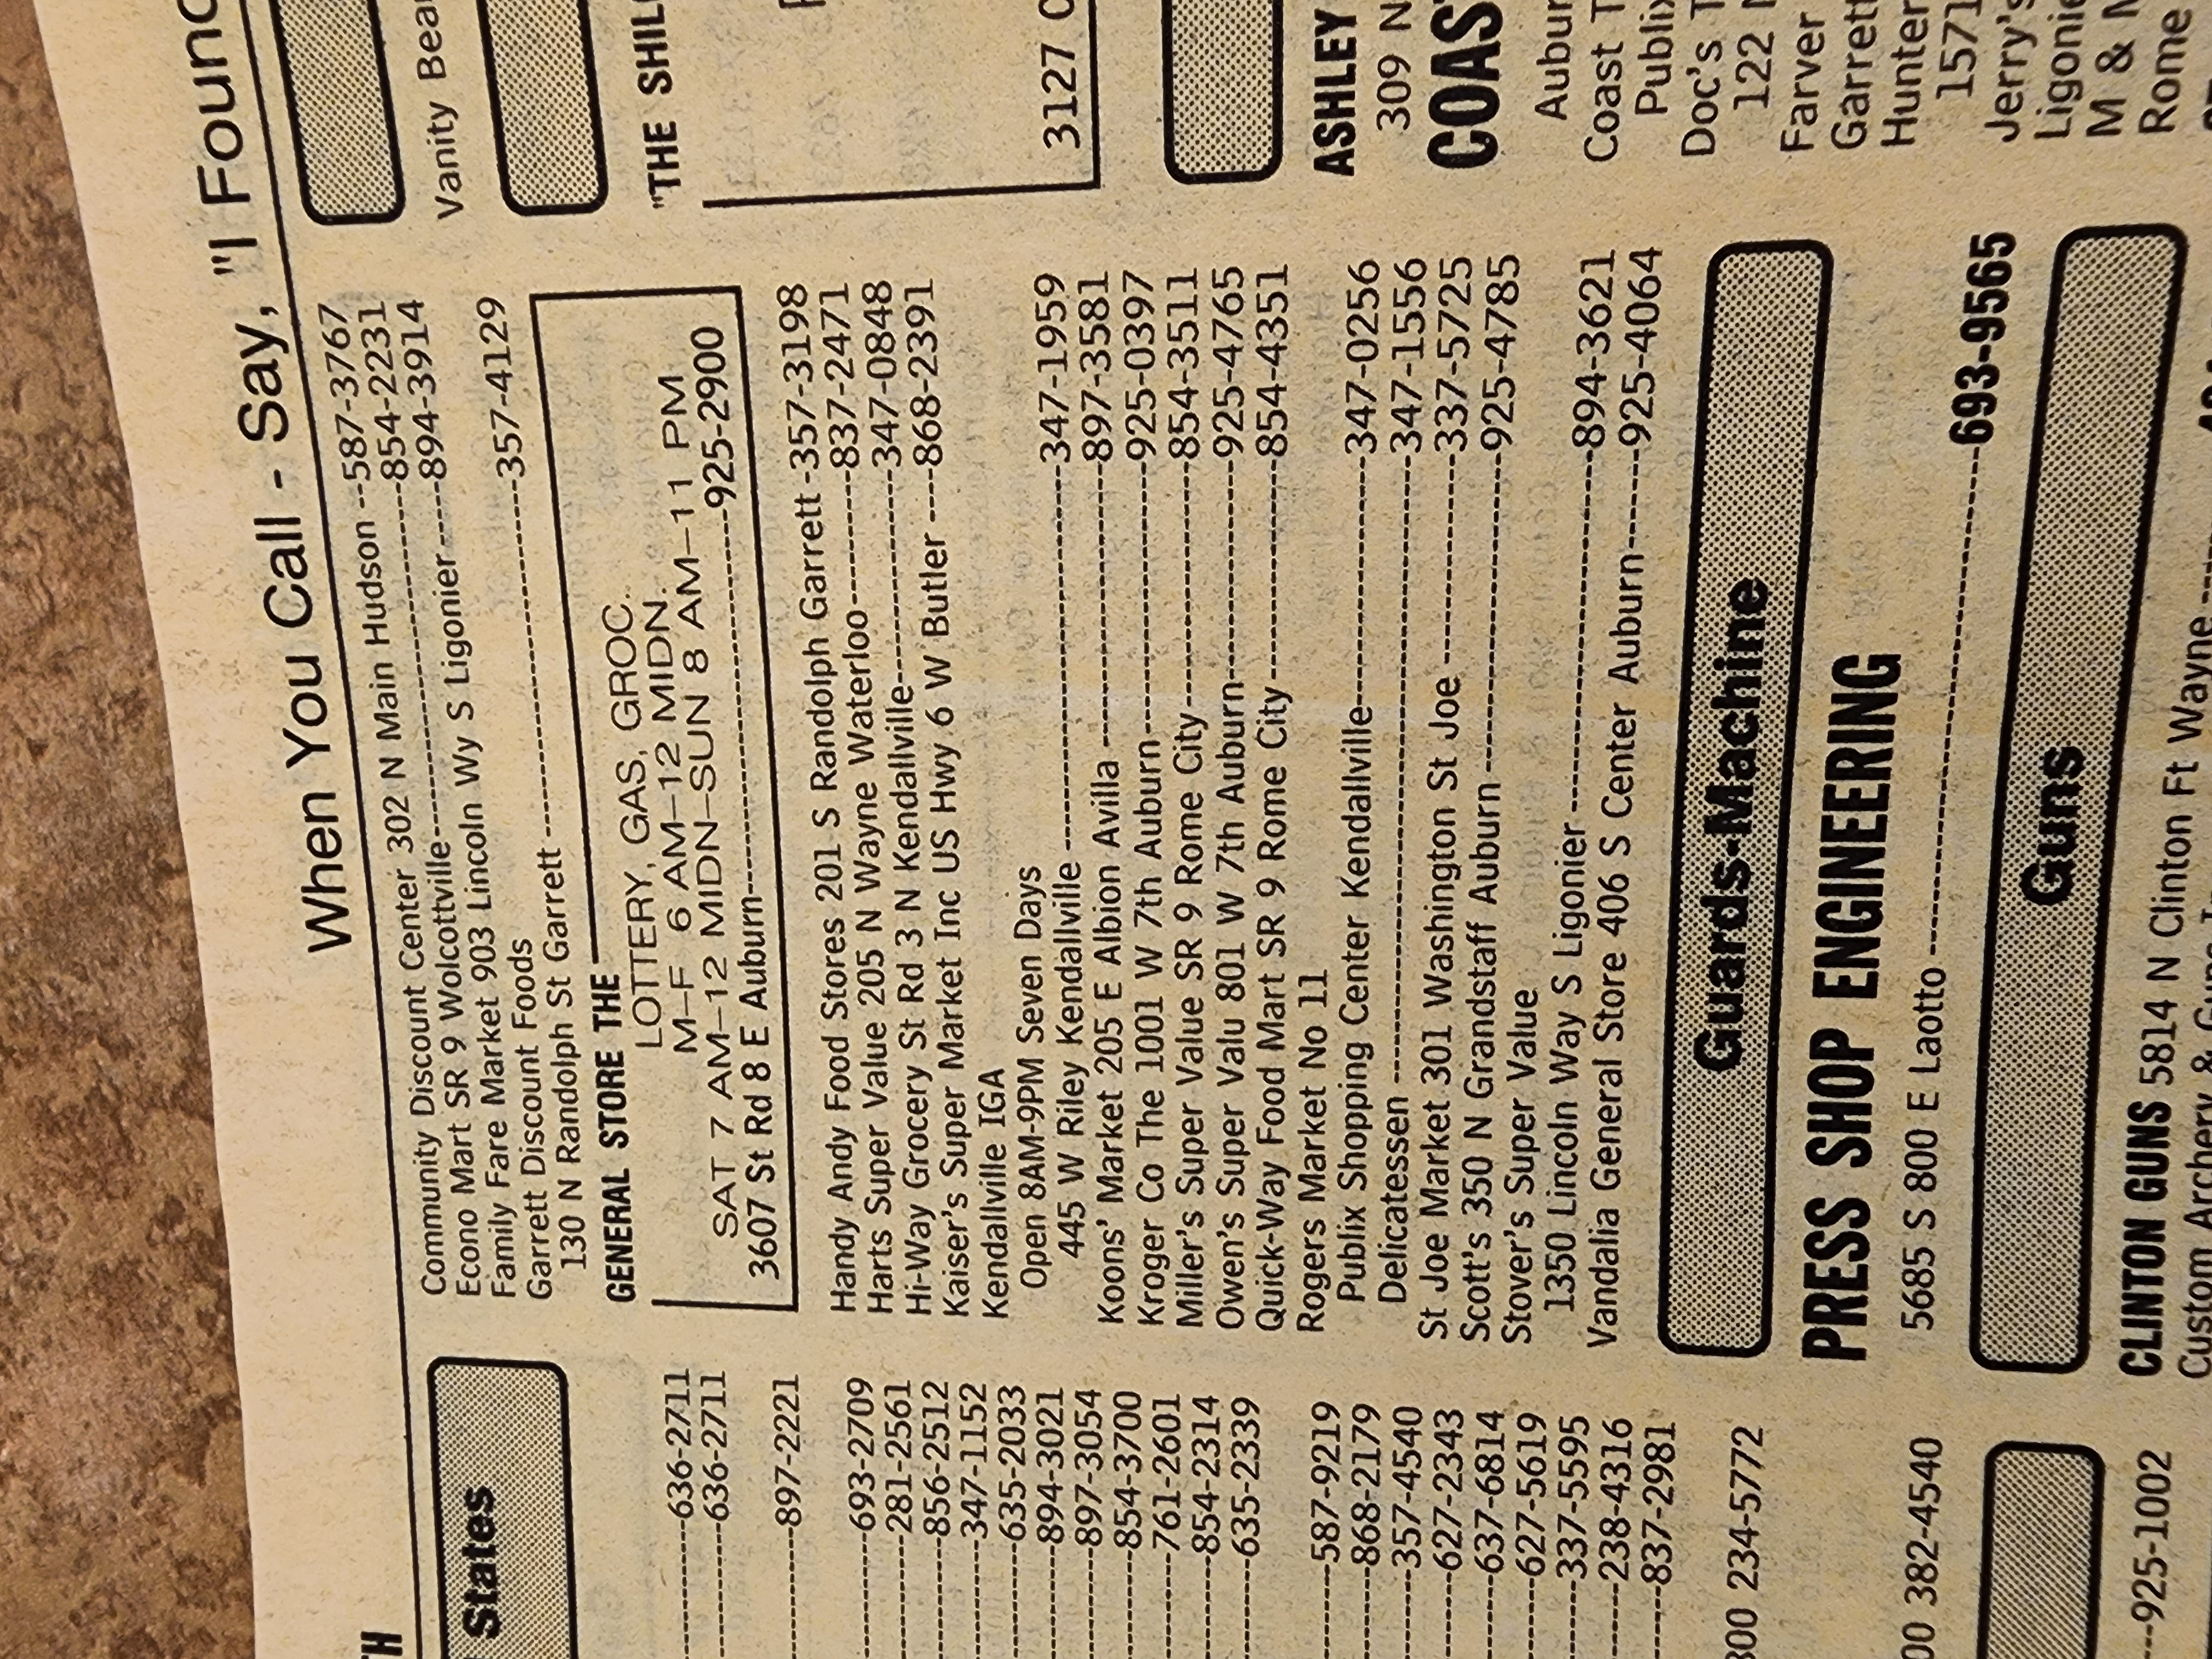 When You Call - Say, "I Found
TH
States
636-2711
636-2711
897-2221
693-2709
281-2561
856-2512
347-1152
635-2033
894-3021
897-3054
854-3700
761-2601
854-2314
635-2339
587-9219
868-2179
357-4540
627-2343
637-6814
627-5619
337-5595
238-4316
837-2981
800 234-5772
00 382-4540
925-1002
Community Discount Center 302 N Main Hudson --587-3767
Econo Mart SR 9 Wolcottville--------854-2231
Family Fare Market 903 Lincoln Wy S Ligonier-----894-3914
Garrett Discount Foods
130 N Randolph St Garrett--------357-4129
GENERAL STORE THE
LOTTERY, GAS, GROC.
M-F 6 AM-12 MIDN.
SAT 7 AM-12 MIDN-SUN 8 AM-11 PM
3607 St Rd 8 E Auburn--------925-2900
Handy Andy Food Stores 201 S Randolph Garrett -357-3198
Harts Super Value 205 N Wayne Waterloo--------837-2471
Hi-Way Grocery St Rd 3 N Kendallville--------347-0848
Kaiser's Super Market Inc US Hwy 6 W Butler ----868-2391
Kendallville IGA
Open 8AM-9PM Seven Days
445 W Riley Kendallville--------347-1959
Koons' Market 205 E Albion Avilla--------897-3581
Kroger Co The 1001 W 7th Auburn--------925-0397
Miller's Super Value SR 9 Rome City--------854-3511
Owen's Super Valu 801 W 7th Auburn--------925-4765
Quick-Way Food Mart SR 9 Rome City--------854-4351
Rogers Market No 11
Publix Shopping Center Kendallville--------347-0256
Delicatessen--------347-1556
St Joe Market 301 Washington St Joe--------337-5725
Scott's 350 N Grandstaff Auburn--------925-4785
Stover's Super Value
1350 Lincoln Way S Ligonier--------894-3621
Vandalia General Store 406 S Center Auburn------925-4064
Guards-Machine
PRESS SHOP ENGINEERING
5685 S 800 E Laotto--------693-9565
Guns
CLINTON GUNS 5814 N Clinton Ft Wayne
Custom Archery &
Vanity Bear
"THE SHILO
3127 C
ASHLEY
309 N
COAS
Auburn
Coast T
Publix
Doc's T
122 N
Farver
Garrett
Hunter
1571
Jerry's
Ligonie
M & M
Rome